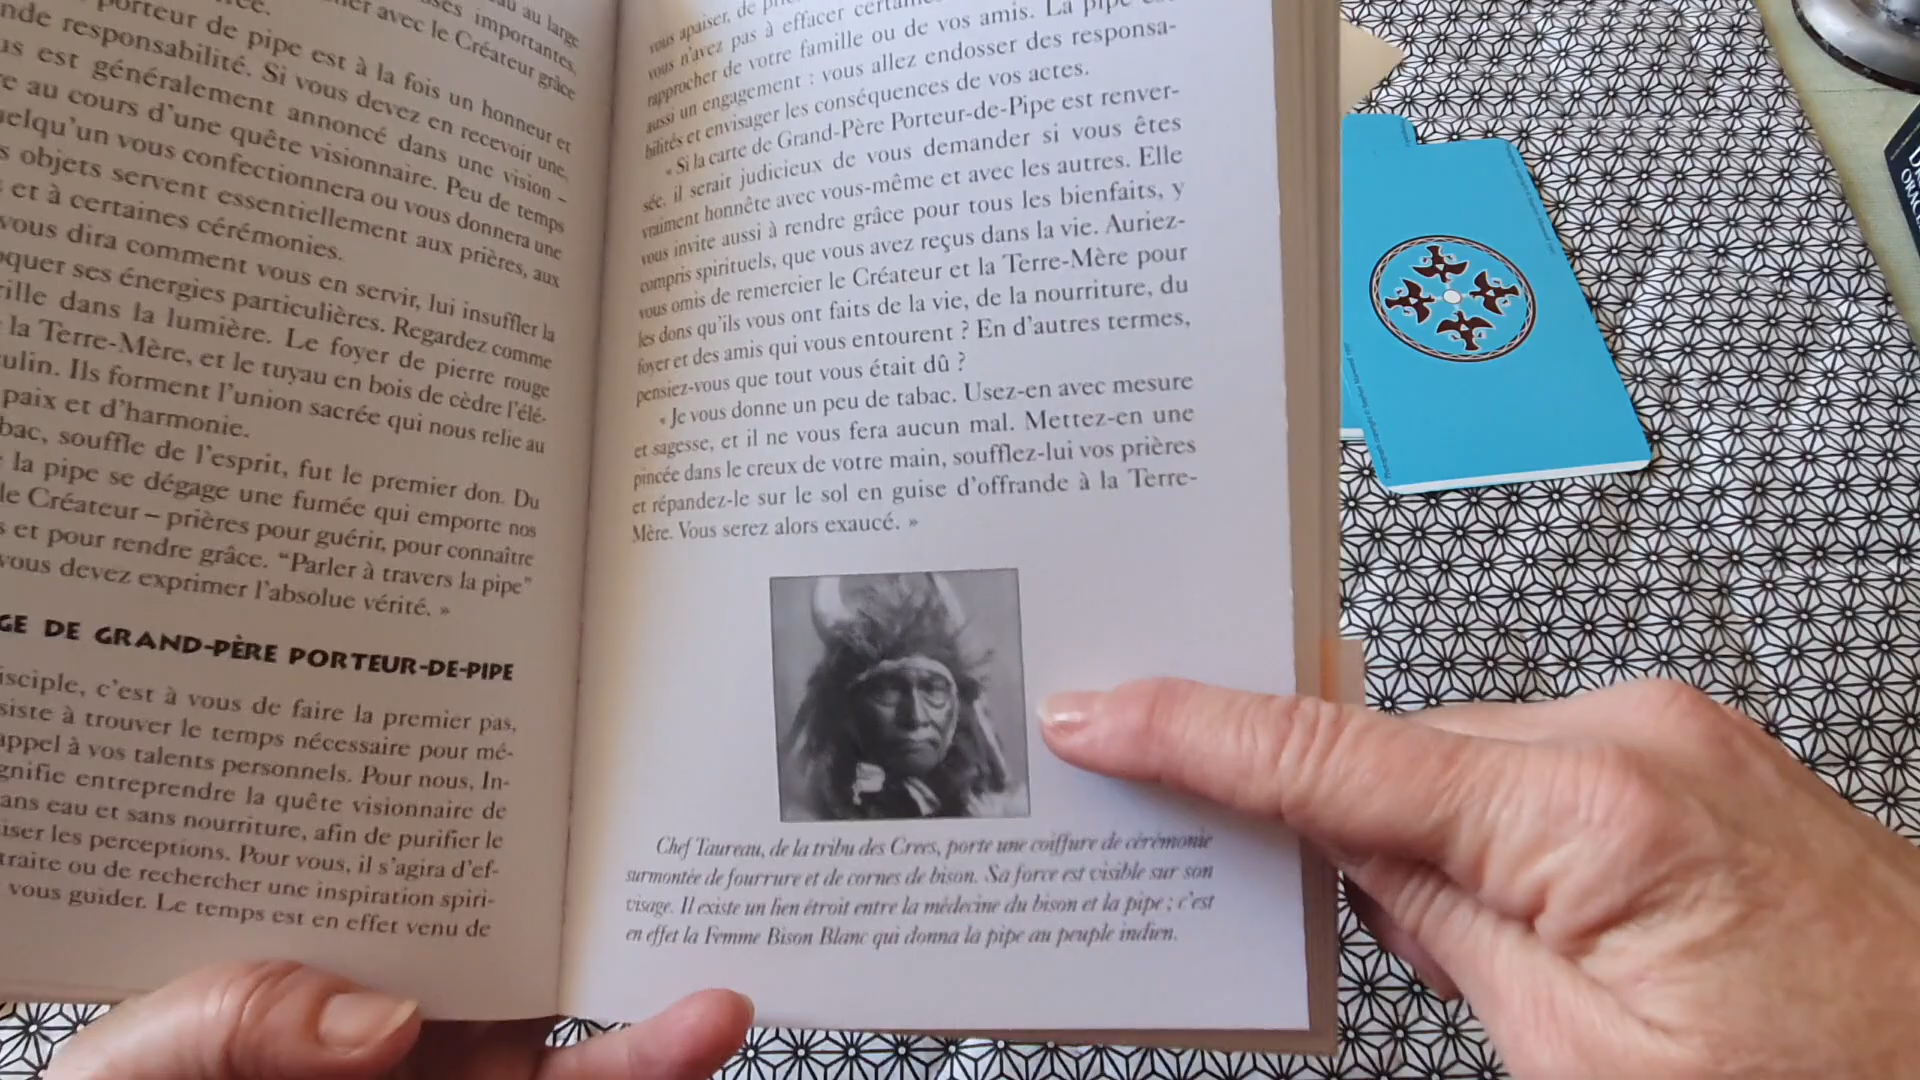 au large
ses importantes,
er avec le Créateur grâce
porteur de pipe est à la fois un honneur et
nde responsabilité. Si vous devez en recevoir une,
us est généralement annoncé dans une vision –
re au cours d'une quête visionnaire. Peu de temps
uelqu'un vous confectionnera ou vous donnera une
s objets servent essentiellement aux prières, aux
et à certaines cérémonies.
vous dira comment vous en servir, lui insuffler la
oquer ses énergies particulières. Regardez comme
ille dans la lumière. Le foyer de pierre rouge
la Terre-Mère, et le tuyau en bois de cèdre l'élé-
ulin. Ils forment l'union sacrée qui nous relie au
paix et d'harmonie.
bac, souffle de l'esprit, fut le premier don. Du
la pipe se dégage une fumée qui emporte nos
le Créateur – prières pour guérir, pour connaître
s et pour rendre grâce. “Parler à travers la pipe”
vous devez exprimer l'absolue vérité. »
GE DE GRAND-PÈRE PORTEUR-DE-PIPE
isciple, c'est à vous de faire la premier pas,
siste à trouver le temps nécessaire pour mé-
appel à vos talents personnels. Pour nous, In-
gnifie entreprendre la quête visionnaire de
ans eau et sans nourriture, afin de purifier le
iser les perceptions. Pour vous, il s'agira d'ef-
traite ou de rechercher une inspiration spiri-
vous guider. Le temps est en effet venu de
vous apaiser, de
vous n'avez pas à effacer
rapprocher de votre famille ou de vos amis. La pipe est
aussi un engagement : vous allez endosser des responsa-
bilités et envisager les conséquences de vos actes.
« Si la carte de Grand-Père Porteur-de-Pipe est renver-
sée, il serait judicieux de vous demander si vous êtes
vraiment honnête avec vous-même et avec les autres. Elle
vous invite aussi à rendre grâce pour tous les bienfaits, y
compris spirituels, que vous avez reçus dans la vie. Auriez-
vous omis de remercier le Créateur et la Terre-Mère pour
les dons qu'ils vous ont faits de la vie, de la nourriture, du
foyer et des amis qui vous entourent ? En d'autres termes,
pensiez-vous que tout vous était dû ?
« Je vous donne un peu de tabac. Usez-en avec mesure
et sagesse, et il ne vous fera aucun mal. Mettez-en une
pincée dans le creux de votre main, soufflez-lui vos prières
et répandez-le sur le sol en guise d'offrande à la Terre-
Mère. Vous serez alors exaucé. »
Chef Taureau, de la tribu des Crees, porte une coiffure de cérémonie
surmontée de fourrure et de cornes de bison. Sa force est visible sur son
visage. Il existe un lien étroit entre la médecine du bison et la pipe ; c'est
en effet la Femme Bison Blanc qui donna la pipe au peuple indien.